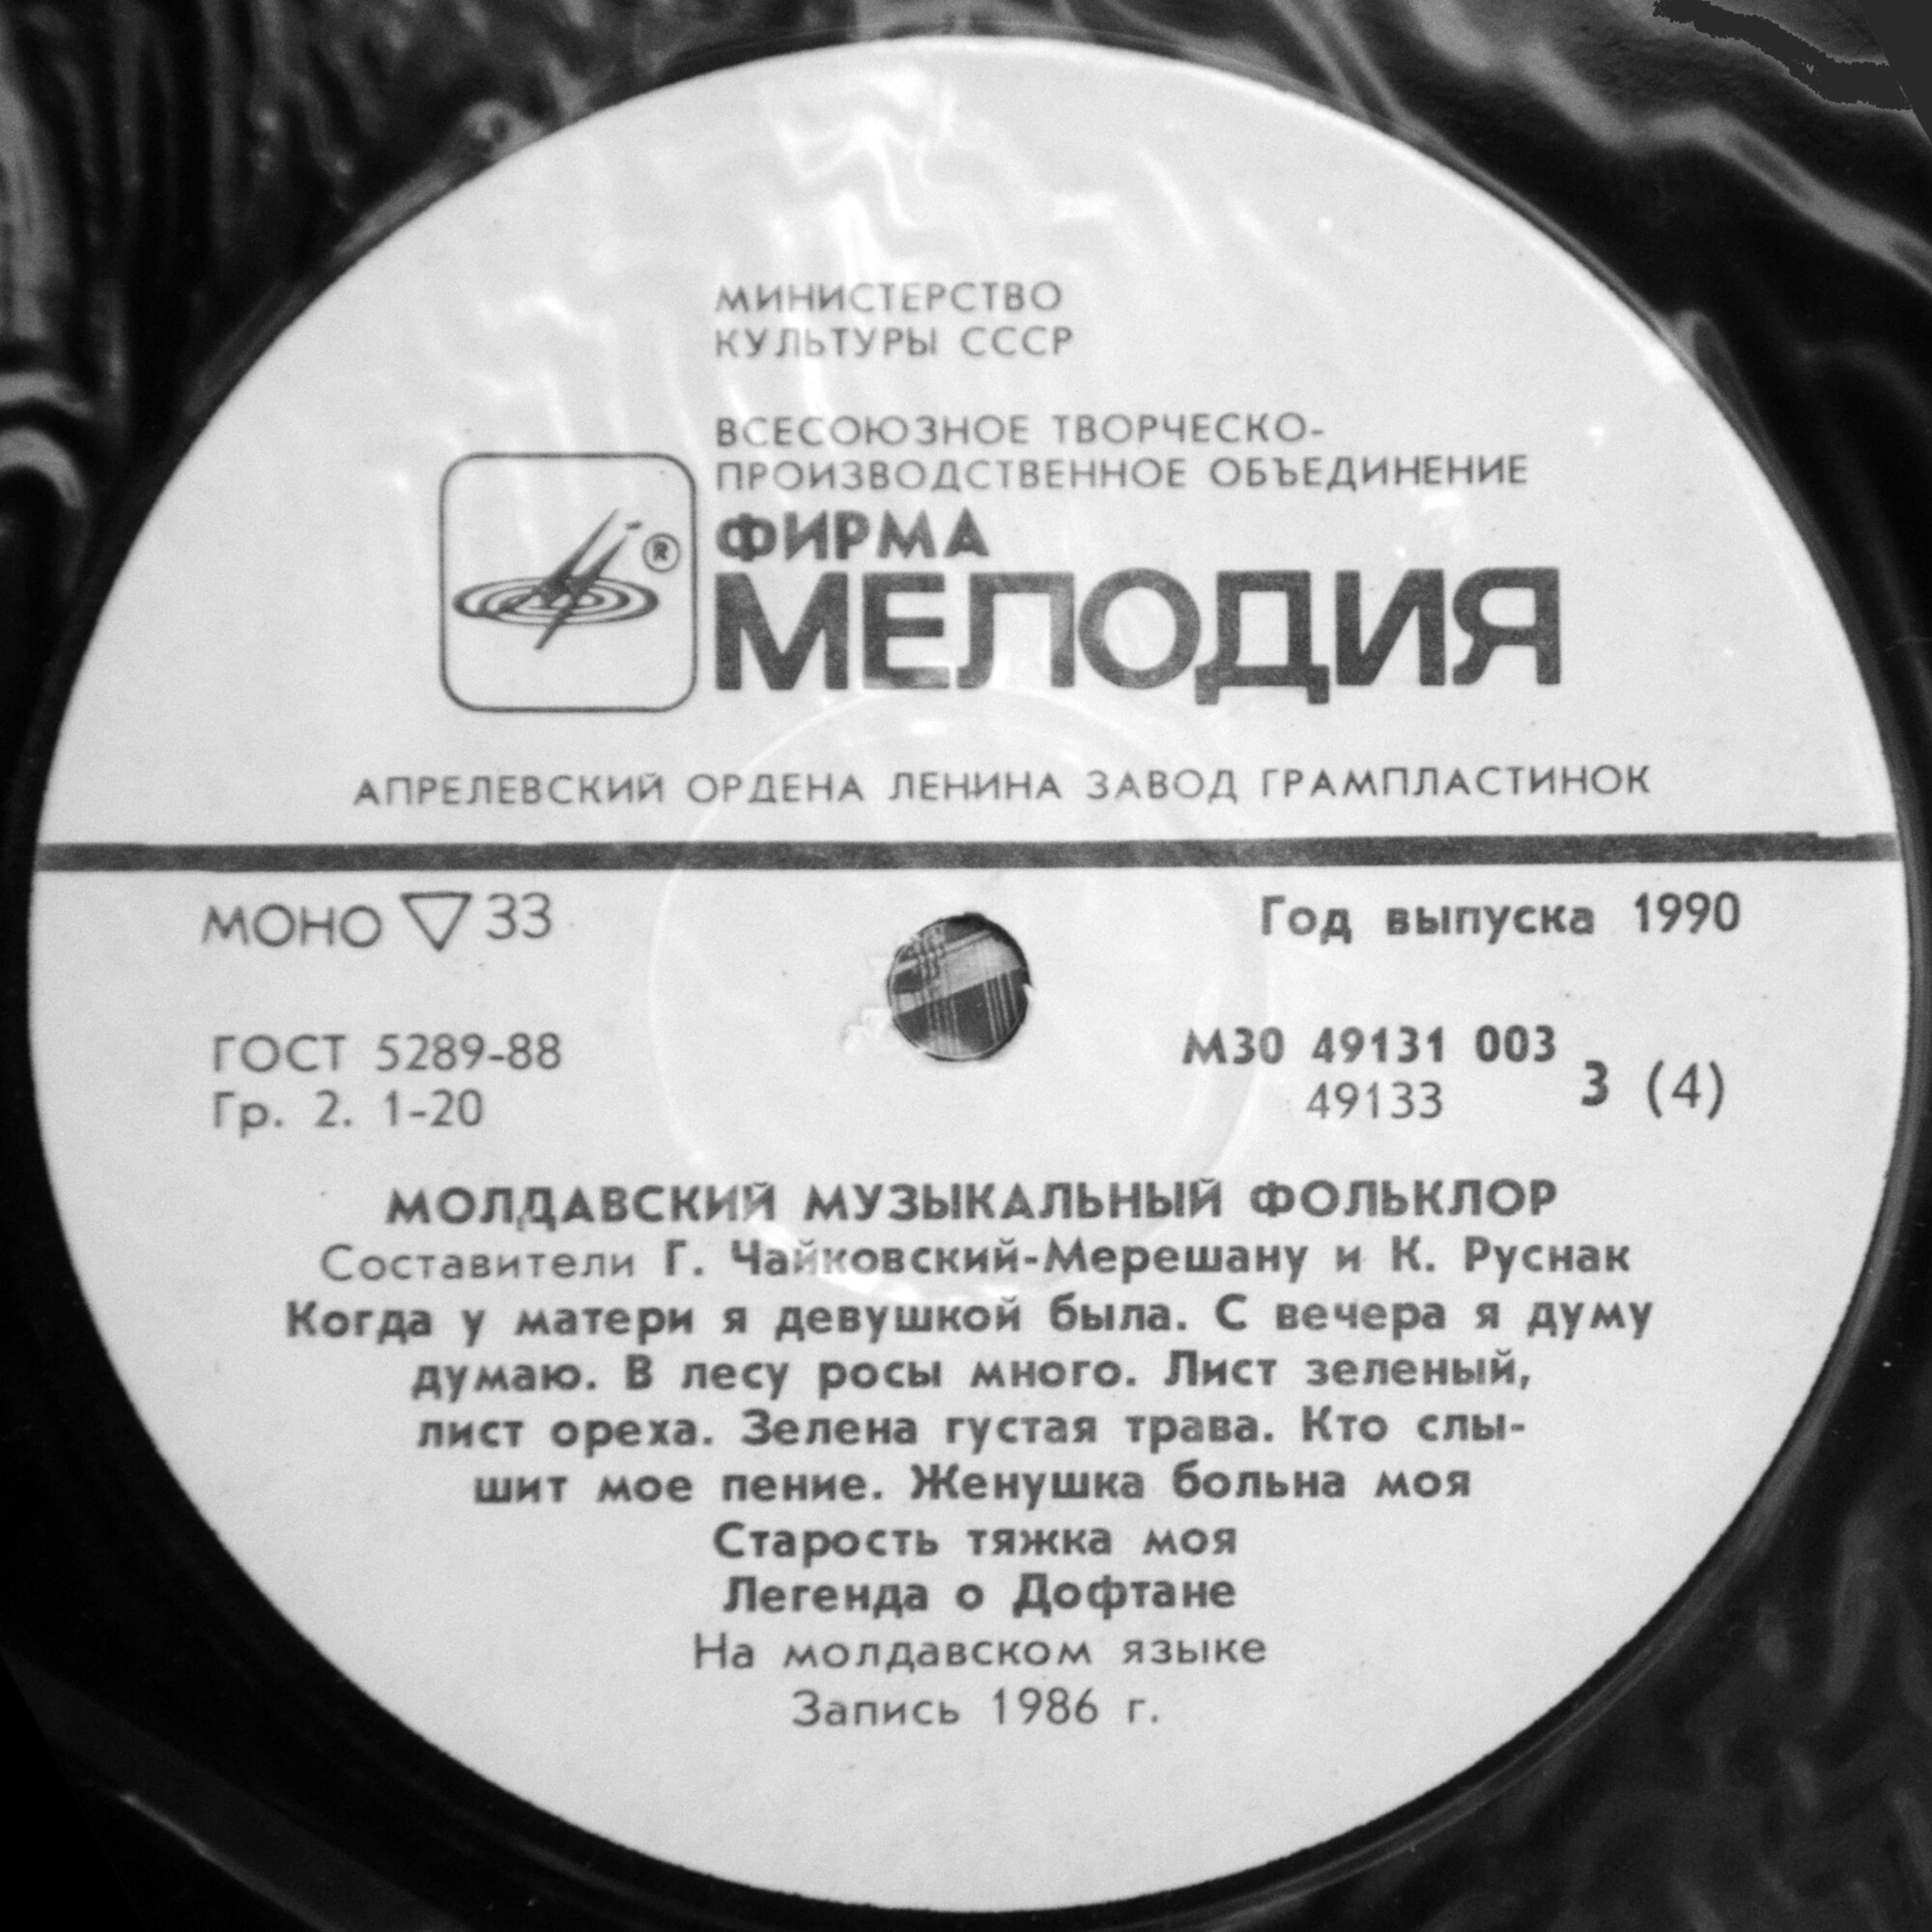 МИНИСТЕРСТВО
КУЛЬТУРЫ СССР
ВСЕСОЮЗНОЕ ТВОРЧЕСКО-
ПРОИЗВОДСТВЕННОЕ ОБЪЕДИНЕНИЕ
®
ФИРМА
МЕЛОДИЯ
АПРЕЛЕВСКИЙ ОРДЕНА ЛЕНИНА ЗАВОД ГРАМПЛАСТИНОК
МОНО ▽ 33
Год выпуска 1990
ГОСТ 5289-88
Гр. 2. 1-20
М30 49131 003
49133
3 (4)
МОЛДАВСКИЙ МУЗЫКАЛЬНЫЙ ФОЛЬКЛОР
Составители Г. Чайковский-Мерешану и К. Руснак
Когда у матери я девушкой была. С вечера я думу
думаю. В лесу росы много. Лист зеленый,
лист ореха. Зелена густая трава. Кто слы-
шит мое пение. Женушка больна моя
Старость тяжка моя
Легенда о Дофтане
На молдавском языке
Запись 1986 г.